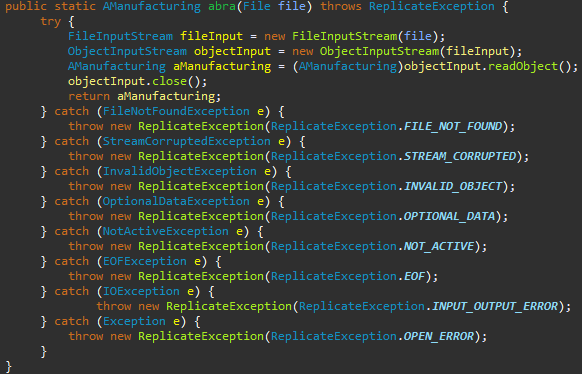 public static AManufacturing abra(File file) throws ReplicateException {
    try {
        FileInputStream fileInput = new FileInputStream(file);
        ObjectInputStream objectInput = new ObjectInputStream(fileInput);
        AManufacturing aManufacturing = (AManufacturing)objectInput.readObject();
        objectInput.close();
        return aManufacturing;
    } catch (FileNotFoundException e) {
        throw new ReplicateException(ReplicateException.FILE_NOT_FOUND);
    } catch (StreamCorruptedException e) {
        throw new ReplicateException(ReplicateException.STREAM_CORRUPTED);
    } catch (InvalidObjectException e) {
        throw new ReplicateException(ReplicateException.INVALID_OBJECT);
    } catch (OptionalDataException e) {
        throw new ReplicateException(ReplicateException.OPTIONAL_DATA);
    } catch (NotActiveException e) {
        throw new ReplicateException(ReplicateException.NOT_ACTIVE);
    } catch (EOFException e) {
        throw new ReplicateException(ReplicateException.EOF);
    } catch (IOException e) {
            throw new ReplicateException(ReplicateException.INPUT_OUTPUT_ERROR);
    } catch (Exception e) {
        throw new ReplicateException(ReplicateException.OPEN_ERROR);
    }
}